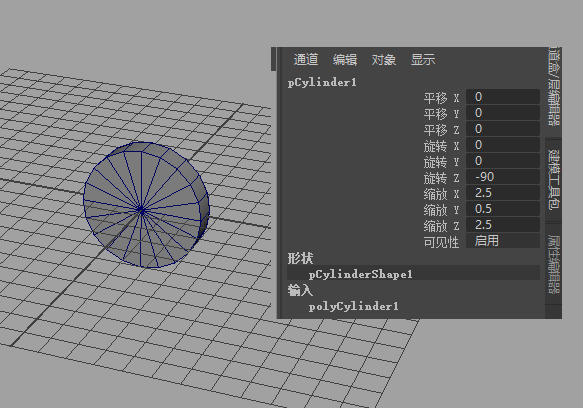 通道 编辑 对象 显示
pCylinder1
平移 X 0
平移 Y 0
平移 Z 0
旋转 X 0
旋转 Y 0
旋转 Z -90
缩放 X 2.5
缩放 Y 0.5
缩放 Z 2.5
可见性 启用
形状
pCylinderShape1
输入
polyCylinder1
道盒/层编辑器
建模工具包
属性编辑器